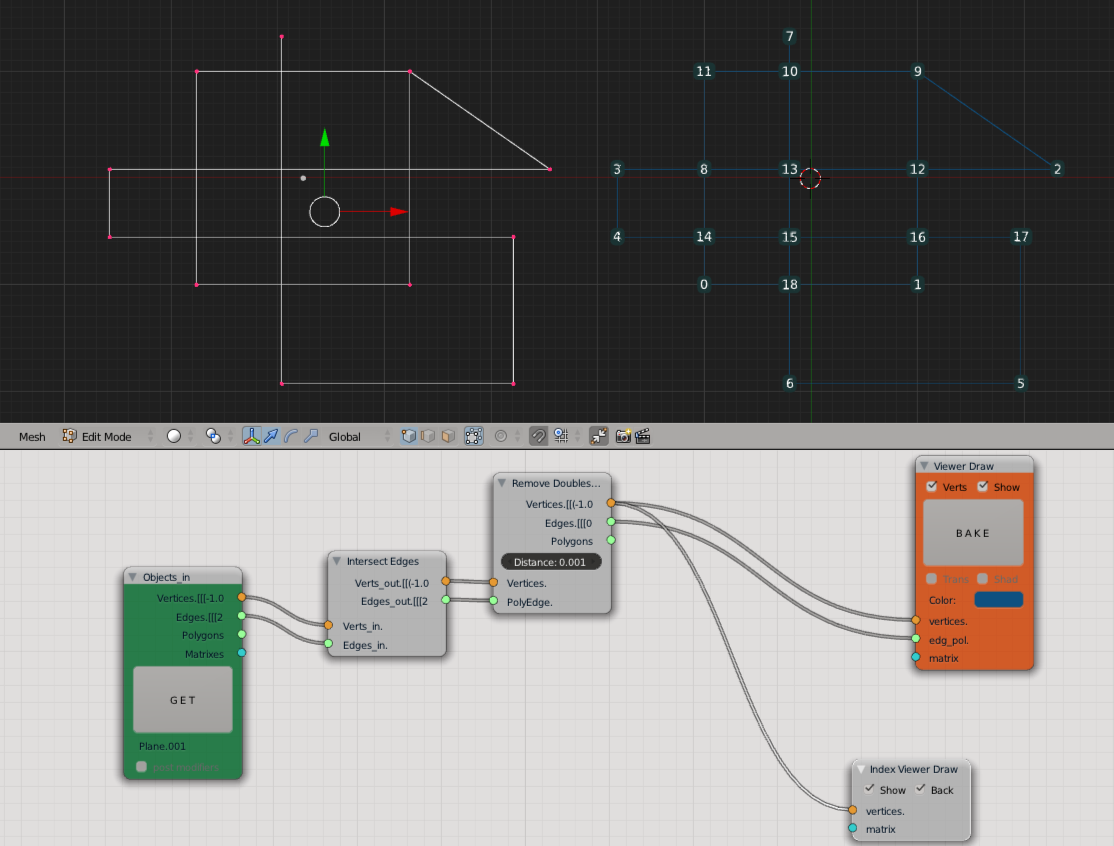 7
11 10 9
3 8 13 12 2
4 14 15 16 17
0 18 1
6 5
Mesh Edit Mode Global
Viewer Draw
Verts Show
BAKE
Trans Shad
Color:
vertices.
edg_pol.
matrix
Remove Doubles...
Vertices.[[(-1.0
Edges.[[[0
Polygons
Distance: 0.001
Vertices.
PolyEdge.
Intersect Edges
Verts_out.[[(-1.0
Edges_out.[[[2
Verts_in.
Edges_in.
Objects_in
Vertices.[[[-1.0
Edges.[[[2
Polygons
Matrixes
GET
Plane.001
post modifiers
Index Viewer Draw
Show Back
vertices.
matrix